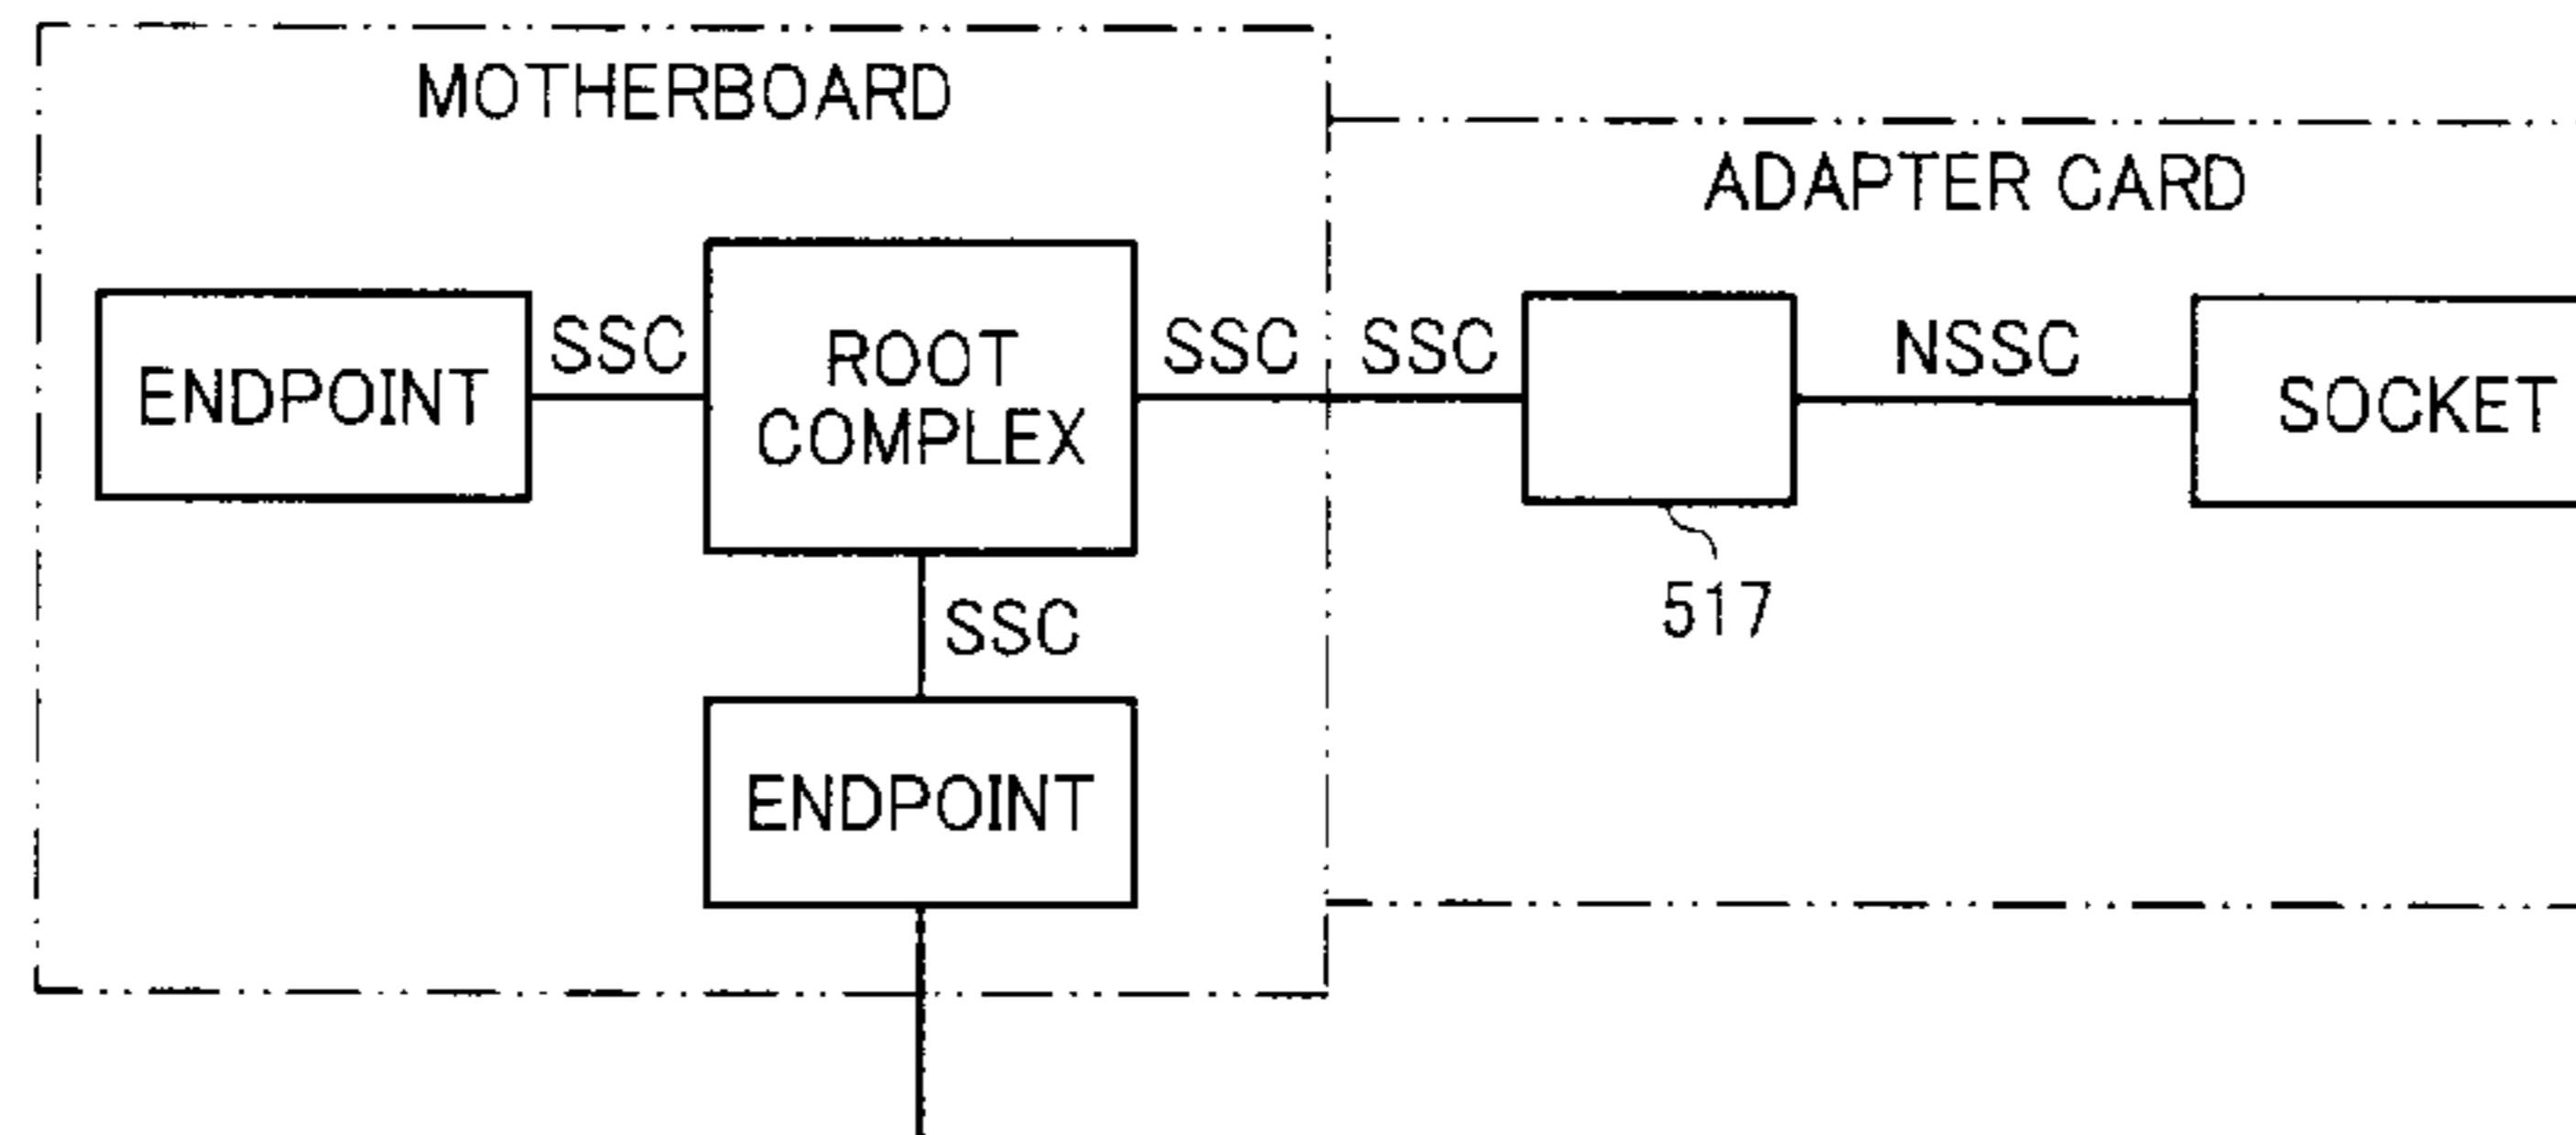 MOTHERBOARD
ADAPTER CARD
ENDPOINT
SSC
ROOT
COMPLEX
SSC
SSC
NSSC
SOCKET
517
SSC
ENDPOINT